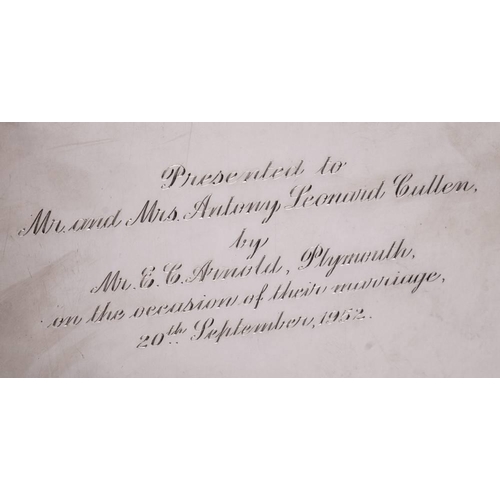 Presented to
Mr. and Mrs. Antony Leonard Cullen,
by
Mr. E. C. Arnold, Plymouth,
on the occasion of their marriage,
20th September, 1952.